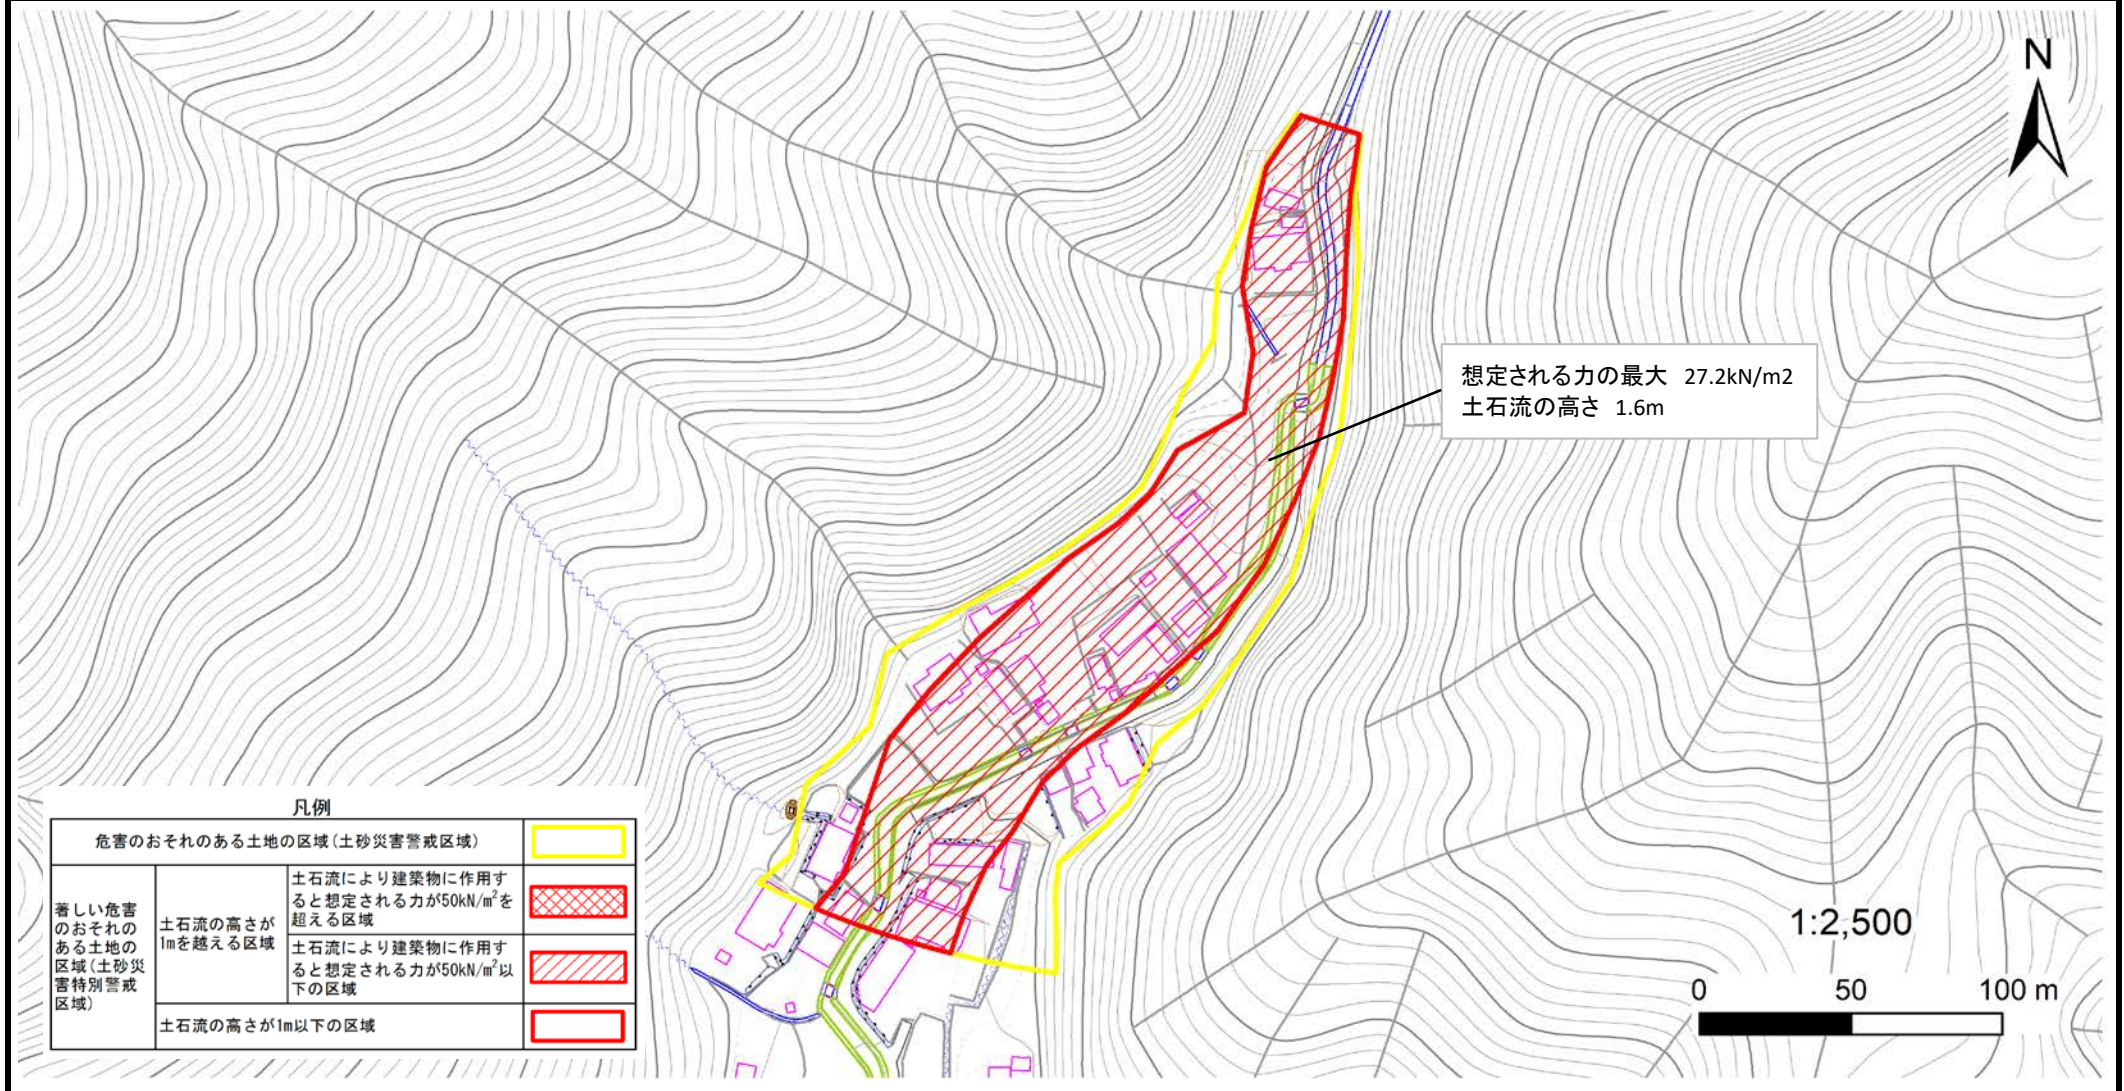 N
想定される力の最大 27.2kN/m2
土石流の高さ 1.6m
凡例
危害のおそれのある土地の区域(土砂災害警戒区域)
著しい危害
のおそれの
ある土地の
区域(土砂災
害特別警戒
区域)
土石流の高さが
1mを越える区域
土石流により建築物に作用す
ると想定される力が50kN/m²を
超える区域
土石流により建築物に作用す
ると想定される力が50kN/m²以
下の区域
土石流の高さが1m以下の区域
1:2,500
0 50 100 m